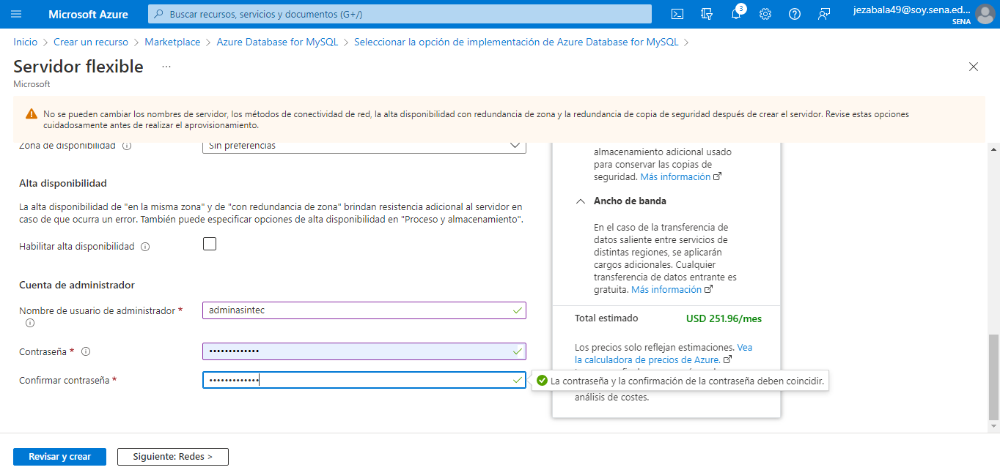 Microsoft Azure
Buscar recursos, servicios y documentos (G+/)
3
jezabala49@soy.sena.ed...
SENA
Inicio > Crear un recurso > Marketplace > Azure Database for MySQL > Seleccionar la opción de implementación de Azure Database for MySQL >
Servidor flexible ...
Microsoft
No se pueden cambiar los nombres de servidor, los métodos de conectividad de red, la alta disponibilidad con redundancia de zona y la redundancia de copia de seguridad después de crear el servidor. Revise estas opciones
cuidadosamente antes de realizar el aprovisionamiento.
Zona de disponibilidad
Sin preferencias
Alta disponibilidad
La alta disponibilidad de "en la misma zona" y de "con redundancia de zona" brindan resistencia adicional al servidor en
caso de que ocurra un error. También puede especificar opciones de alta disponibilidad en "Proceso y almacenamiento".
Habilitar alta disponibilidad
Cuenta de administrador
Nombre de usuario de administrador *
adminasintec
Contraseña *
Confirmar contraseña *
almacenamiento adicional usado
para conservar las copias de
seguridad. Más información
Ancho de banda
En el caso de la transferencia de
datos saliente entre servicios de
distintas regiones, se aplicarán
cargos adicionales. Cualquier
transferencia de datos entrante es
gratuita. Más información
Total estimado
USD 251.96/mes
Los precios solo reflejan estimaciones. Vea
la calculadora de precios de Azure.
La contraseña y la confirmación de la contraseña deben coincidir.
análisis de costes.
Revisar y crear
Siguiente: Redes >